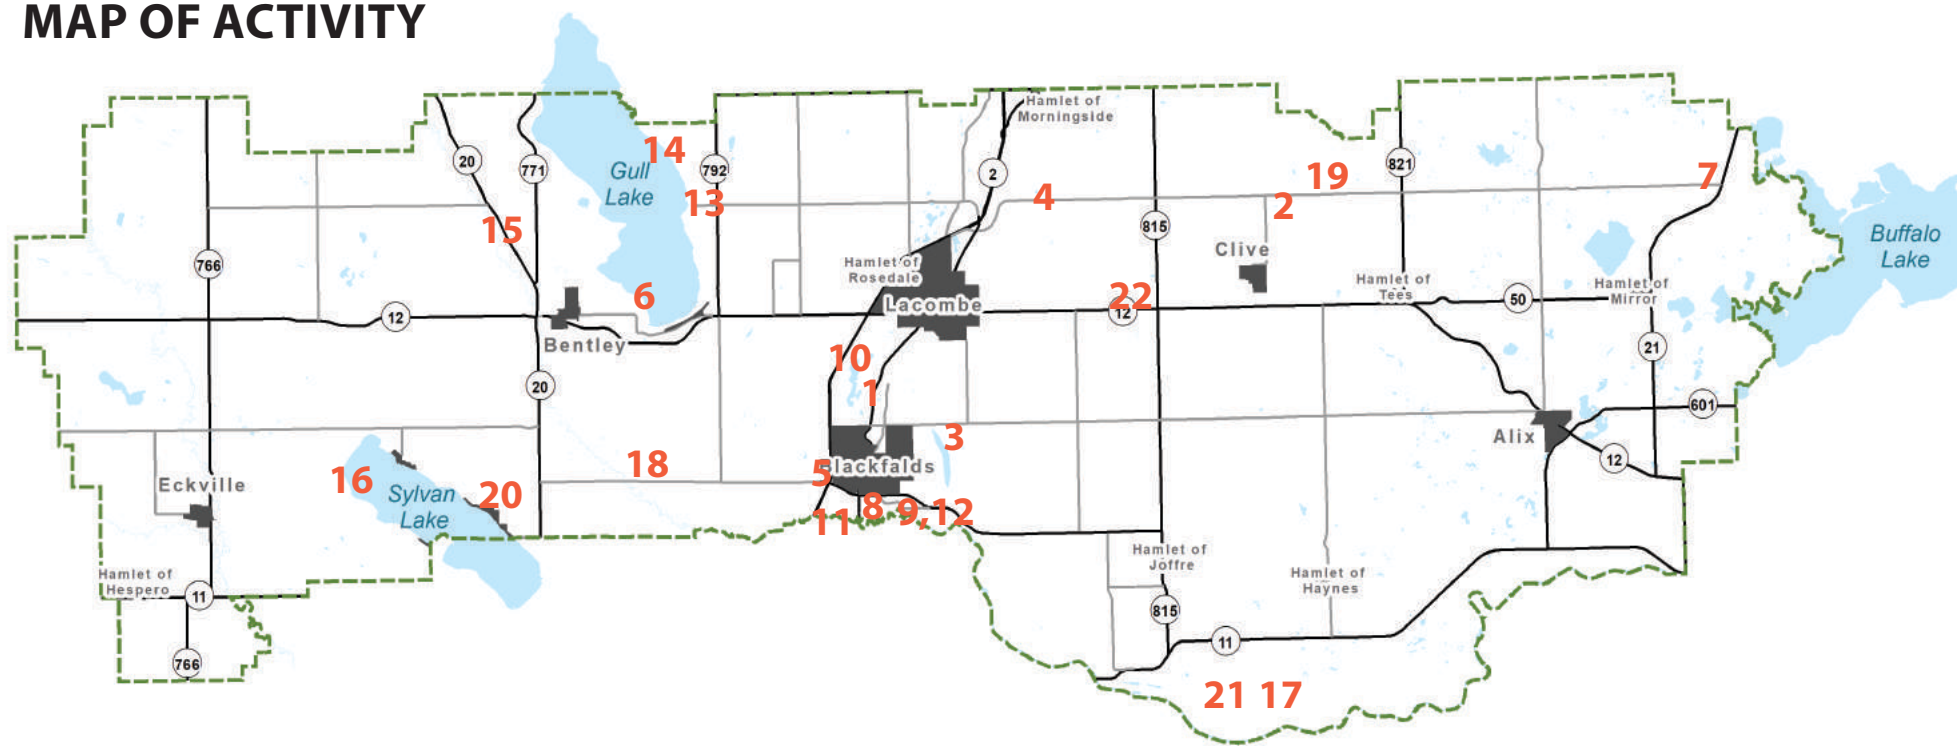 MAP OF ACTIVITY
Hamlet of
Morningside
20
771
Gull
Lake
14
792
13
2
4
815
19
2
821
7
Buffalo
Lake
15
766
Hamlet of
Rosedale
Lacombe
Clive
Hamlet of
Tees
50
Hamlet of
Mirror
6
22
12
12
Bentley
20
10
1
21
601
Alix
12
3
Blackfalds
5
18
8
9,12
11
Eckville
16
Sylvan
Lake
20
Hamlet of
Hespero
11
766
Hamlet of
Joffre
Hamlet of
Haynes
815
11
21 17